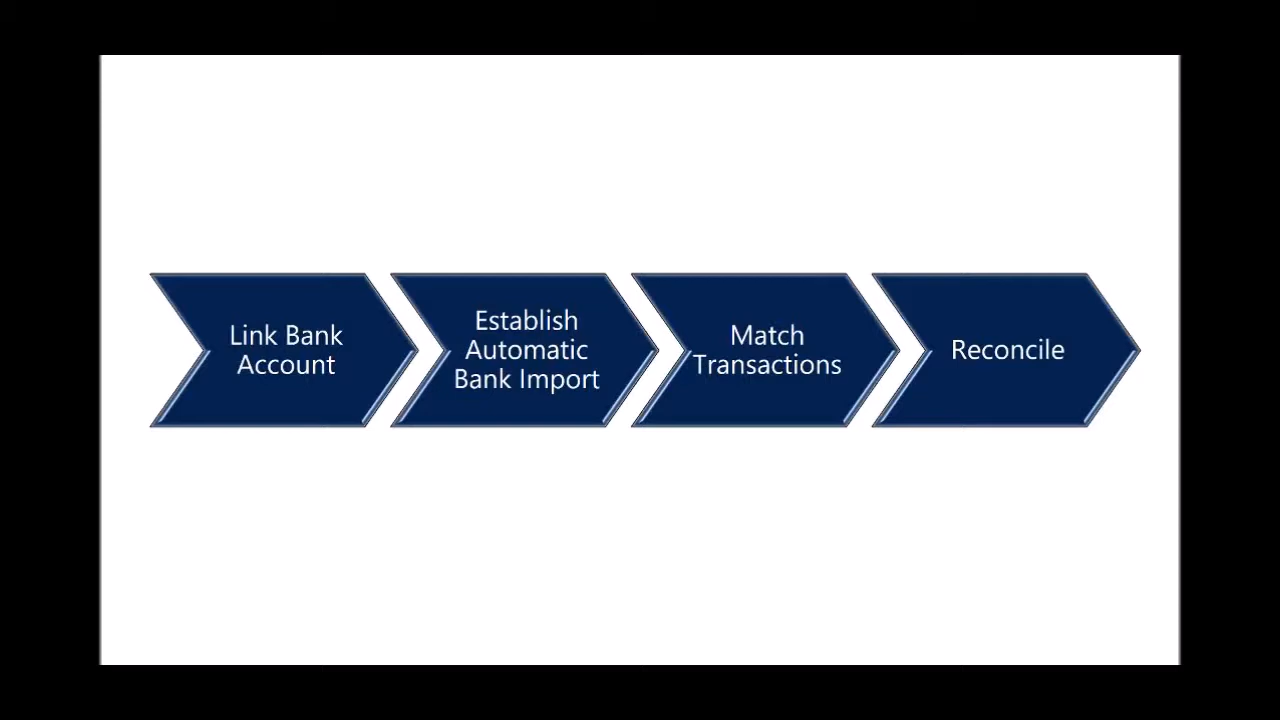 Link Bank
Account
Establish
Automatic
Bank Import
Match
Transactions
Reconcile